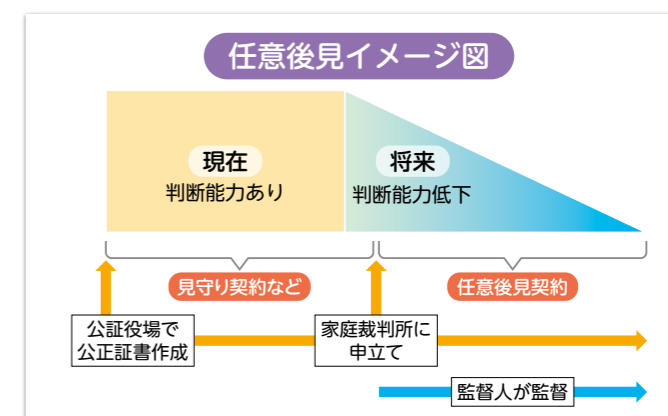 任意後見イメージ図
現在
判断能力あり
将来
判断能力低下
見守り契約など
任意後見契約
公証役場で
公正証書作成
家庭裁判所に
申立て
監督人が監督